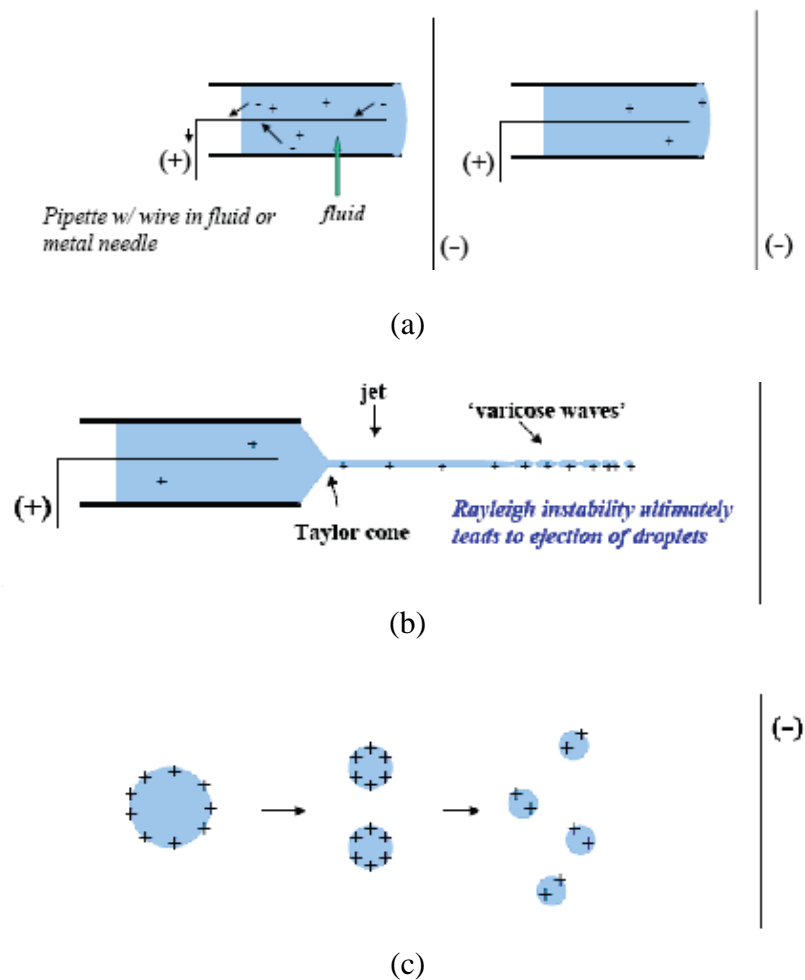 (+)
Pipette w/ wire in fluid or
metal needle
fluid
(-)
(+)
(-)
(a)
jet
'varicose waves'
(+)
Taylor cone
Rayleigh instability ultimately
leads to ejection of droplets
(b)
(-)
(c)